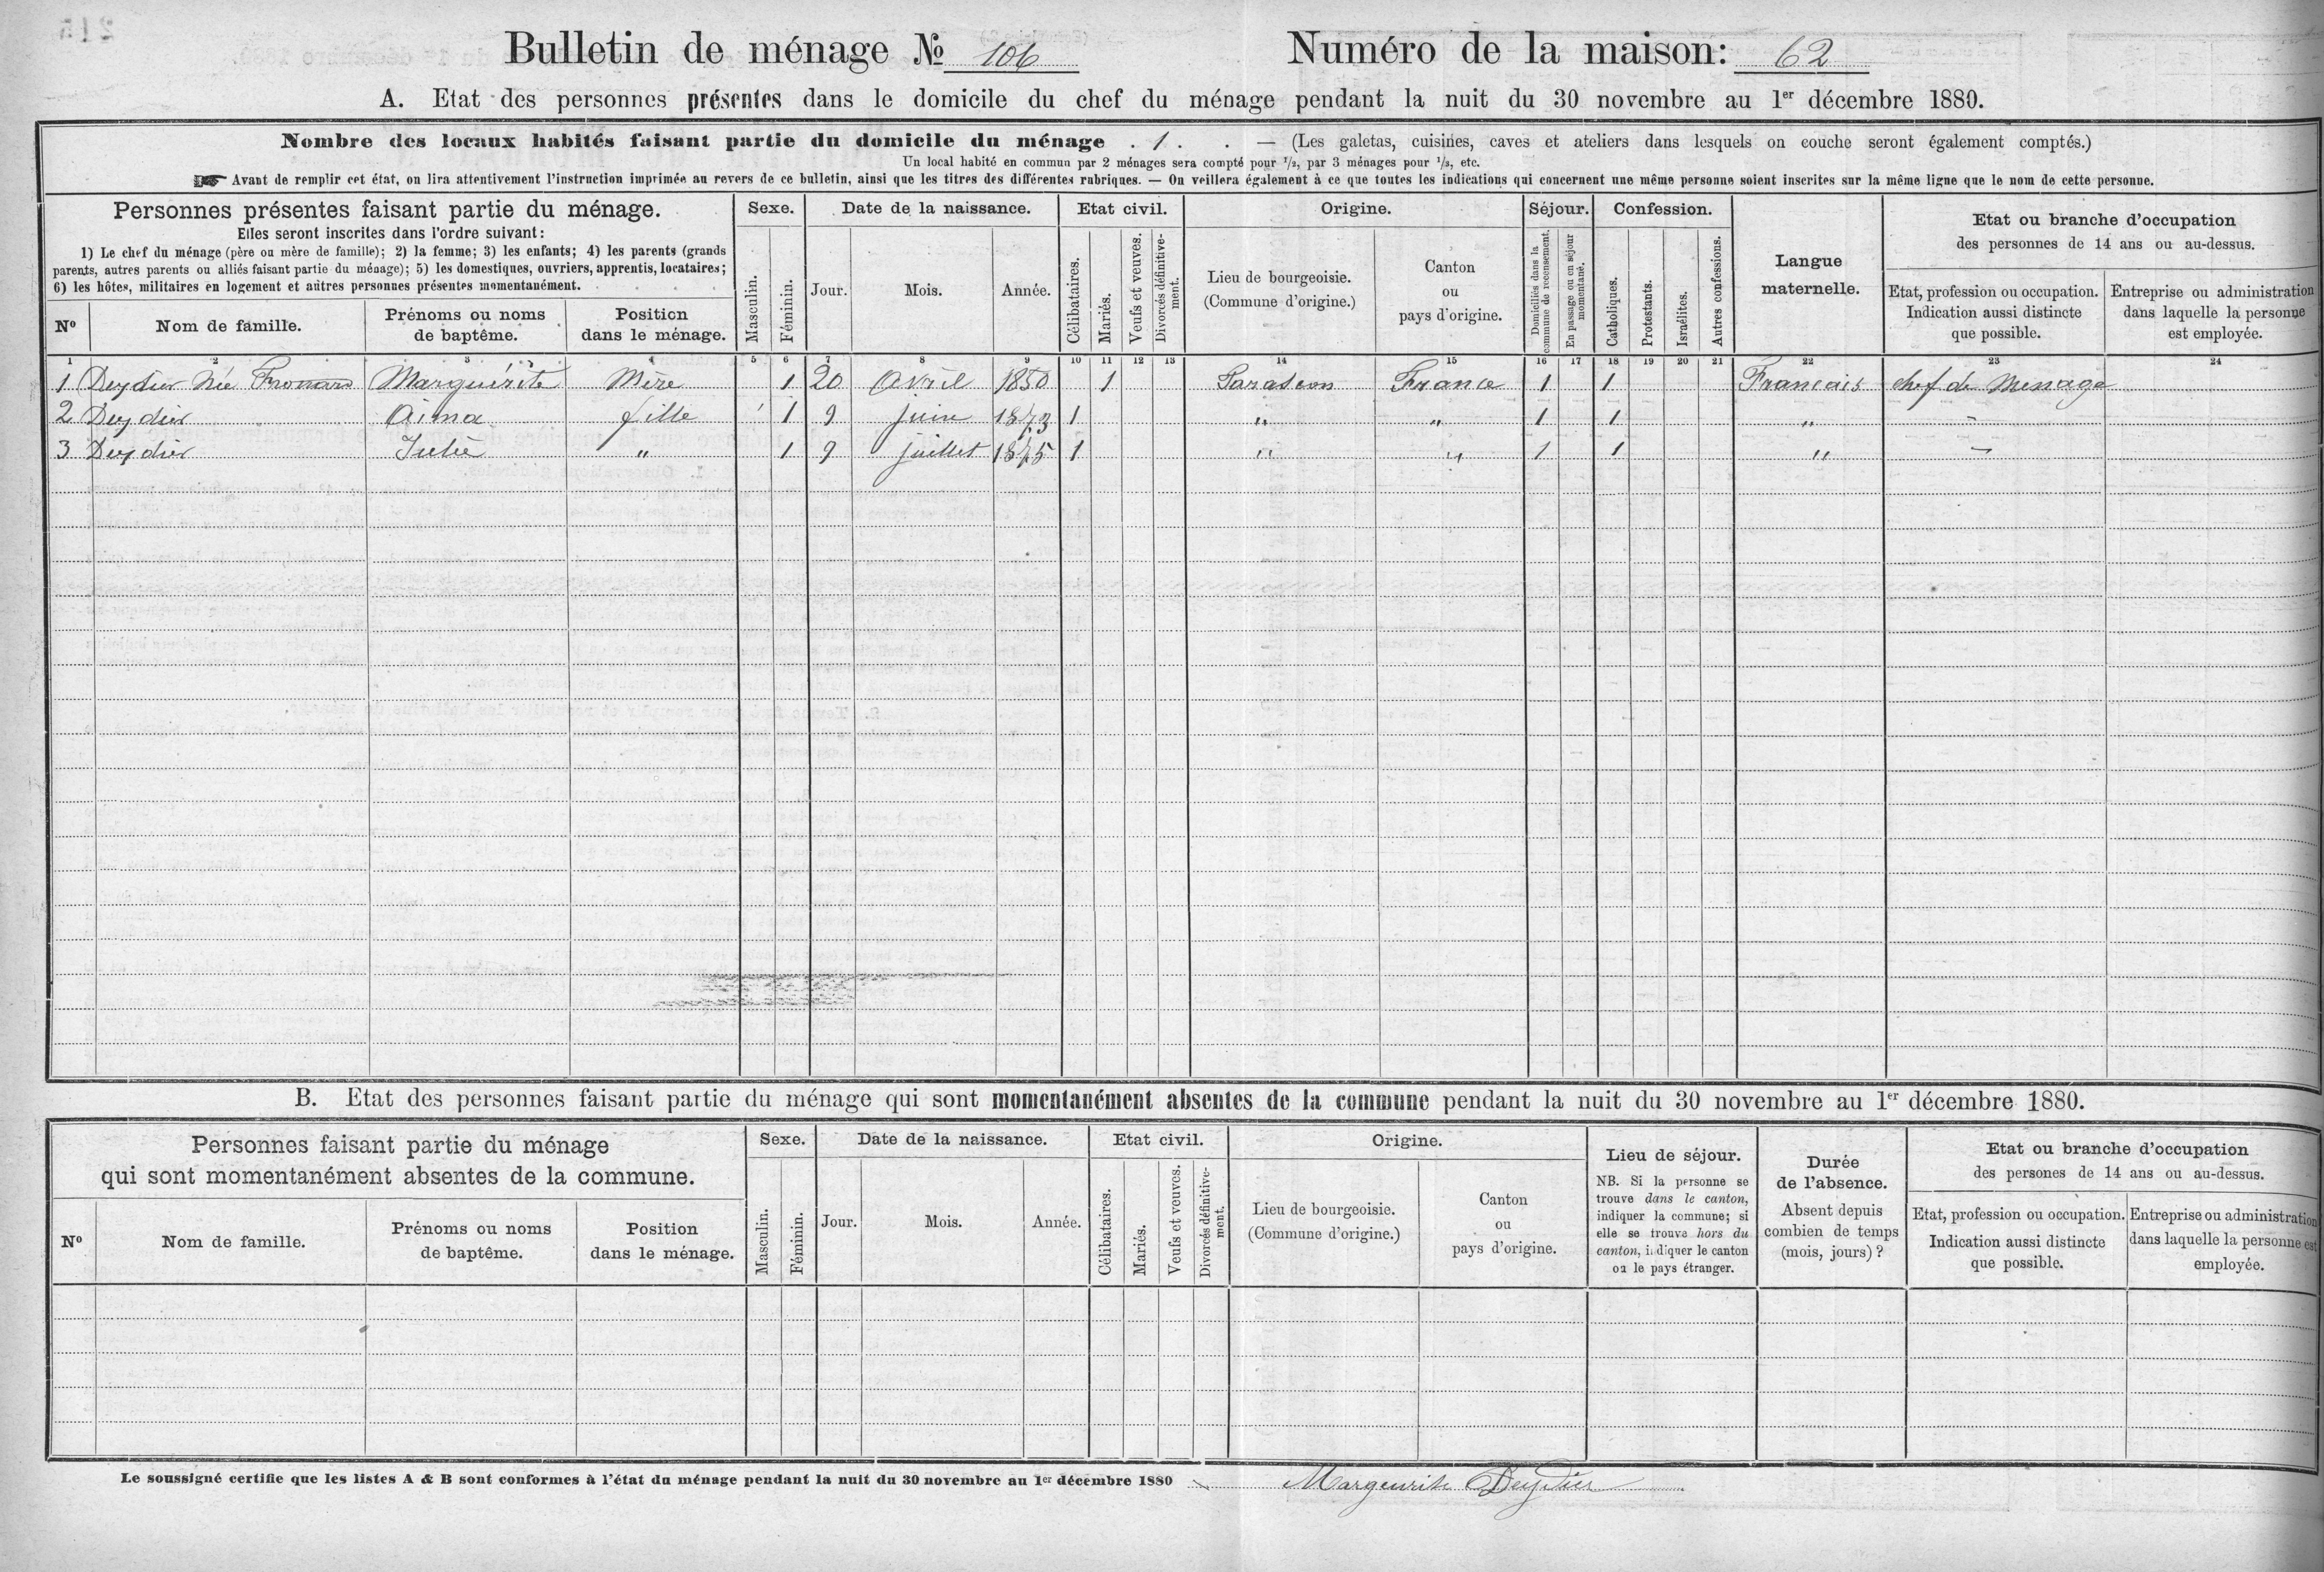 Bulletin de ménage № 106
Numéro de la maison: 62
A. Etat des personnes présentes dans le domicile du chef du ménage pendant la nuit du 30 novembre au 1er décembre 1880.
Nombre des locaux habités faisant partie du domicile du ménage . 1 . . — (Les galetas, cuisines, caves et ateliers dans lesquels on couche seront également comptés.)
Un local habité en commun par 2 ménages sera compté pour 1/2, par 3 ménages pour 1/3, etc.
☛ Avant de remplir cet état, on lira attentivement l'instruction imprimée au revers de ce bulletin, ainsi que les titres des différentes rubriques. — On veillera également à ce que toutes les indications qui concernent une même personne soient inscrites sur la même ligne que le nom de cette personne.
Personnes présentes faisant partie du ménage.
Elles seront inscrites dans l'ordre suivant:
1) Le chef du ménage (père ou mère de famille); 2) la femme; 3) les enfants; 4) les parents (grands
parents, autres parents ou alliés faisant partie du ménage); 5) les domestiques, ouvriers, apprentis, locataires;
6) les hôtes, militaires en logement et autres personnes présentes momentanément.
Nº
Nom de famille.
Prénoms ou noms
de baptême.
Position
dans le ménage.
Sexe.
Masculin.
Féminin.
Date de la naissance.
Jour.
Mois.
Année.
Etat civil.
Célibataires.
Mariés.
Veufs et veuves.
Divorcés définitive-
ment.
Origine.
Lieu de bourgeoisie.
(Commune d'origine.)
Canton
ou
pays d'origine.
Séjour.
Domiciliés dans la
commune de recensement.
En passage ou en séjour
momentané.
Confession.
Catholiques.
Protestants.
Israélites.
Autres confessions.
Langue
maternelle.
Etat ou branche d'occupation
des personnes de 14 ans ou au-dessus.
Etat, profession ou occupation.
Indication aussi distincte
que possible.
Entreprise ou administration
dans laquelle la personne
est employée.
1 2 3 4 5 6 7 8 9 10 11 12 13 14 15 16 17 18 19 20 21 22 23 24
1 Deydier Née Marguérite Mère 1 20 Avril 1850 1 Tarascon France 1 1 Francais chef de Menage
2 Deydier Aima fille 1 9 juin 1873 1 " " 1 1 " -
3 Deydier Julie " 1 9 juillet 1875 1 " " 1 1 " -
B. Etat des personnes faisant partie du ménage qui sont momentanément absentes de la commune pendant la nuit du 30 novembre au 1er décembre 1880.
Personnes faisant partie du ménage
qui sont momentanément absentes de la commune.
Nº
Nom de famille.
Prénoms ou noms
de baptême.
Position
dans le ménage.
Sexe.
Masculin.
Féminin.
Date de la naissance.
Jour.
Mois.
Année.
Etat civil.
Célibataires.
Mariés.
Veufs et veuves.
Divorcés définitive-
ment.
Origine.
Lieu de bourgeoisie.
(Commune d'origine.)
Canton
ou
pays d'origine.
Lieu de séjour.
NB. Si la personne se
trouve dans le canton,
indiquer la commune; si
elle se trouve hors du
canton, indiquer le canton
ou le pays étranger.
Durée
de l'absence.
Absent depuis
combien de temps
(mois, jours)?
Etat ou branche d'occupation
des persones de 14 ans ou au-dessus.
Etat, profession ou occupation.
Indication aussi distincte
que possible.
Entreprise ou administration
dans laquelle la personne est
employée.
Le soussigné certifie que les listes A & B sont conformes à l'état du ménage pendant la nuit du 30 novembre au 1er décembre 1880
Margeurite Deydier